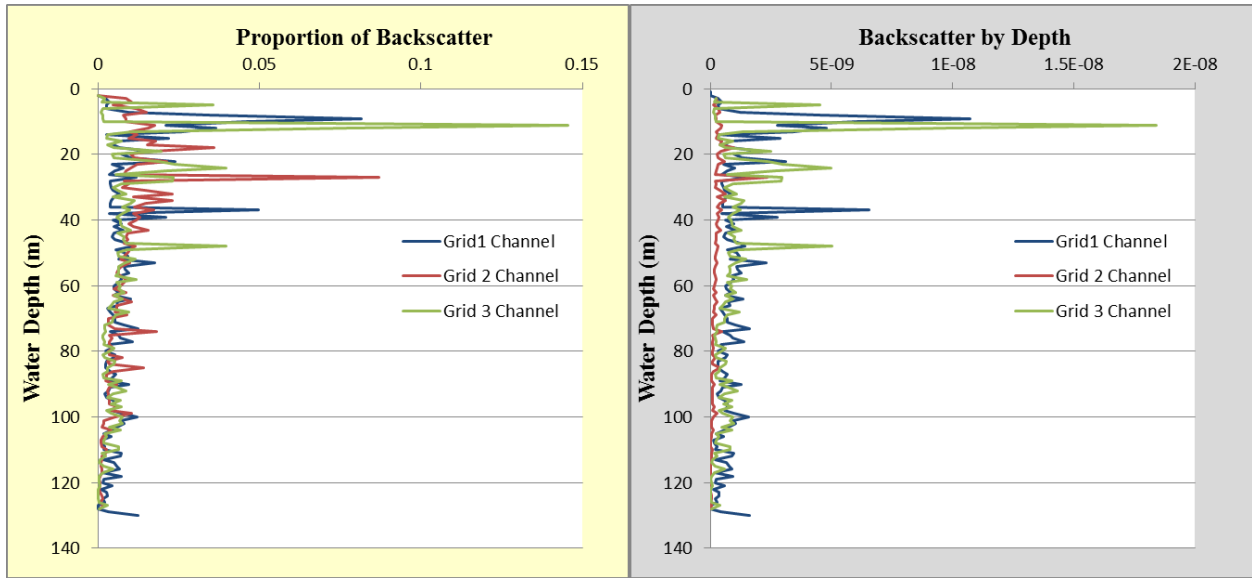 Proportion of Backscatter
0 0.05 0.1 0.15
0
20
40
60
80
100
120
140
Water Depth (m)
Grid1 Channel
Grid 2 Channel
Grid 3 Channel
Backscatter by Depth
0 5E-09 1E-08 1.5E-08 2E-08
0
20
40
60
80
100
120
140
Water Depth (m)
Grid1 Channel
Grid 2 Channel
Grid 3 Channel